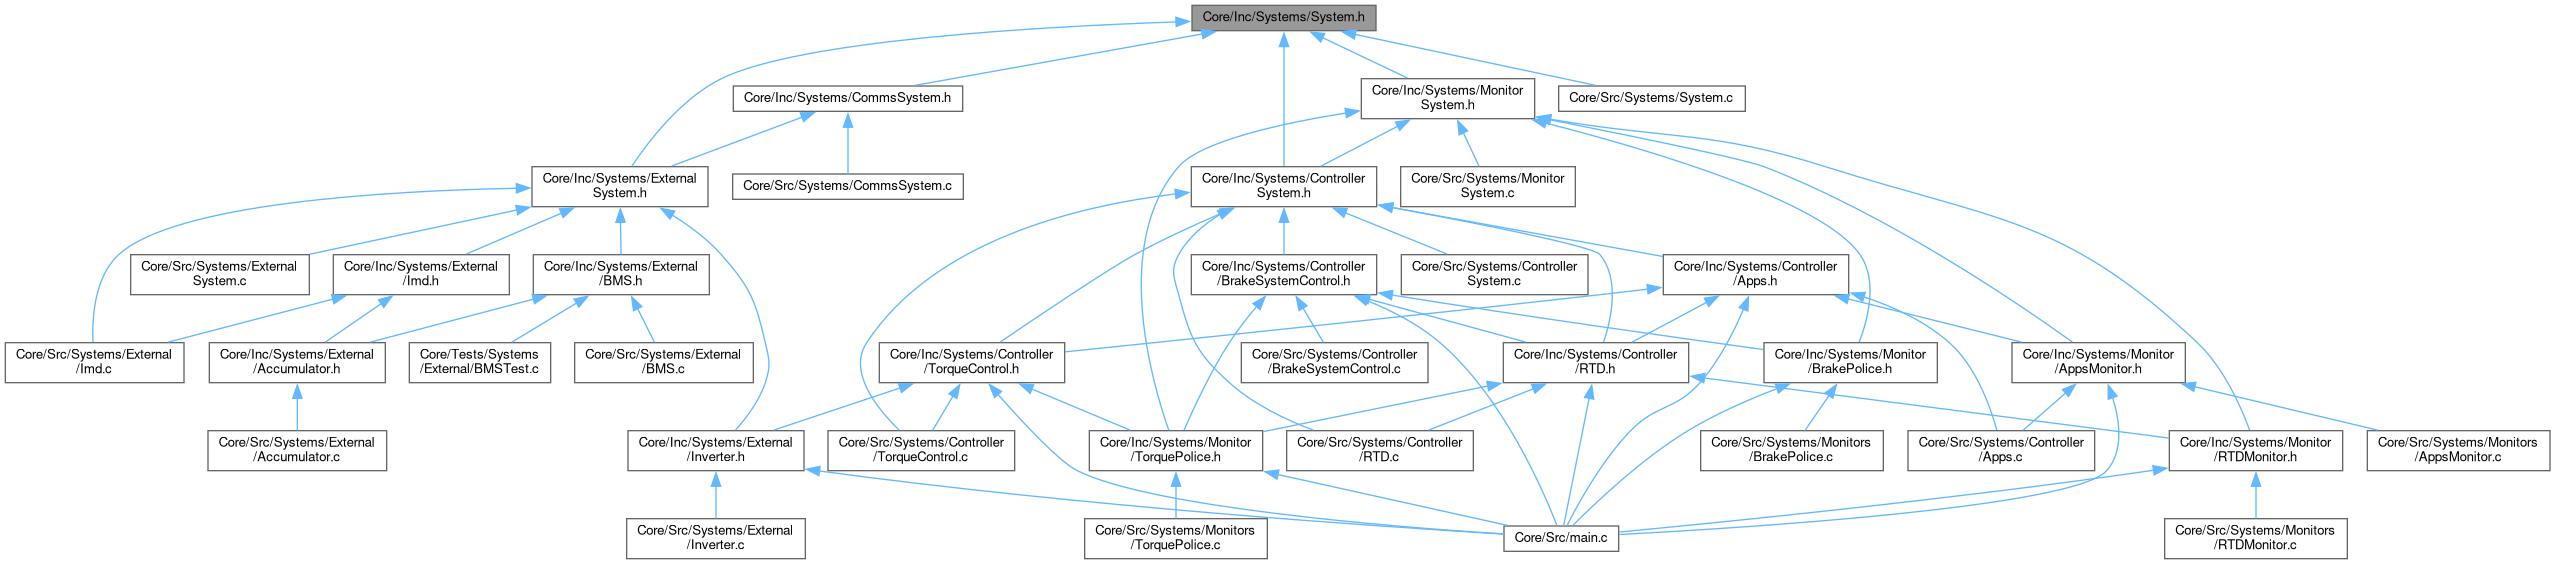 Core/Inc/Systems/System.h
Core/Inc/Systems/CommsSystem.h
Core/Inc/Systems/Monitor
System.h
Core/Src/Systems/System.c
Core/Inc/Systems/External
System.h
Core/Src/Systems/CommsSystem.c
Core/Inc/Systems/Controller
System.h
Core/Src/Systems/Monitor
System.c
Core/Src/Systems/External
System.c
Core/Inc/Systems/External
/Imd.h
Core/Inc/Systems/External
/BMS.h
Core/Inc/Systems/Controller
/BrakeSystemControl.h
Core/Src/Systems/Controller
System.c
Core/Inc/Systems/Controller
/Apps.h
Core/Src/Systems/External
/Imd.c
Core/Inc/Systems/External
/Accumulator.h
Core/Tests/Systems
/External/BMSTest.c
Core/Src/Systems/External
/BMS.c
Core/Inc/Systems/Controller
/TorqueControl.h
Core/Src/Systems/Controller
/BrakeSystemControl.c
Core/Inc/Systems/Controller
/RTD.h
Core/Inc/Systems/Monitor
/BrakePolice.h
Core/Inc/Systems/Monitor
/AppsMonitor.h
Core/Src/Systems/External
/Accumulator.c
Core/Inc/Systems/External
/Inverter.h
Core/Src/Systems/Controller
/TorqueControl.c
Core/Inc/Systems/Monitor
/TorquePolice.h
Core/Src/Systems/Controller
/RTD.c
Core/Src/Systems/Monitors
/BrakePolice.c
Core/Src/Systems/Controller
/Apps.c
Core/Inc/Systems/Monitor
/RTDMonitor.h
Core/Src/Systems/Monitors
/AppsMonitor.c
Core/Src/Systems/External
/Inverter.c
Core/Src/Systems/Monitors
/TorquePolice.c
Core/Src/main.c
Core/Src/Systems/Monitors
/RTDMonitor.c